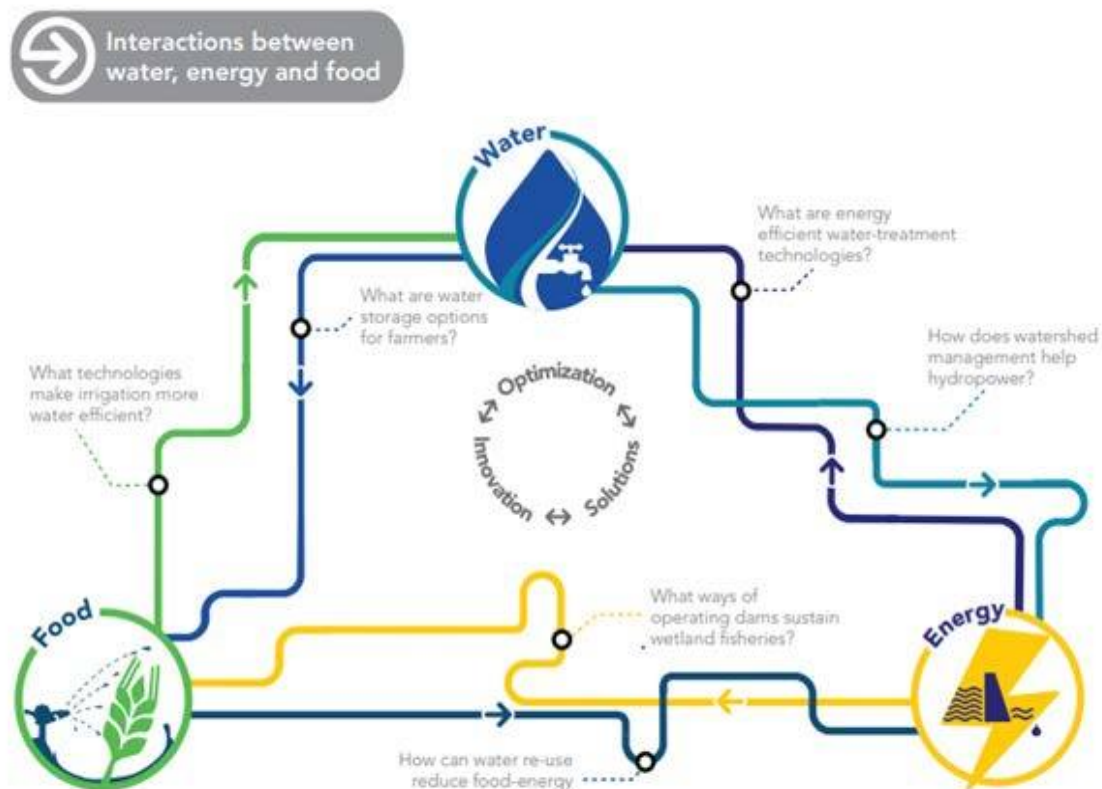 Interactions between
water, energy and food
Water
What are energy
efficient water-treatment
technologies?
What are water
storage options
for farmers?
How does watershed
management help
hydropower?
What technologies
make irrigation more
water efficient?
Optimization
Innovation
Solutions
What ways of
operating dams sustain
wetland fisheries?
Food
Energy
How can water re-use
reduce food-energy